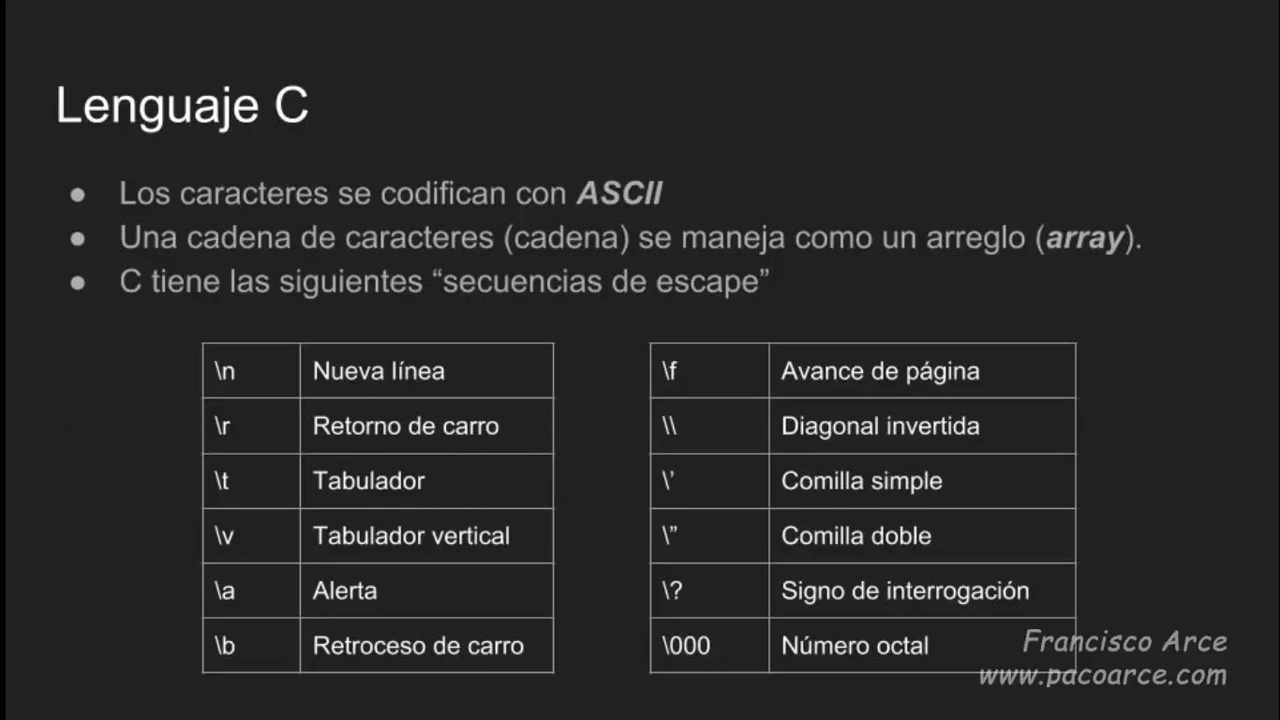 Lenguaje C
● Los caracteres se codifican con ASCII
● Una cadena de caracteres (cadena) se maneja como un arreglo (array).
● C tiene las siguientes “secuencias de escape”
\n Nueva línea
\r Retorno de carro
\t Tabulador
\v Tabulador vertical
\a Alerta
\b Retroceso de carro
\f Avance de página
\\ Diagonal invertida
\’ Comilla simple
\” Comilla doble
\? Signo de interrogación
\000 Número octal
Francisco Arce
www.pacoarce.com